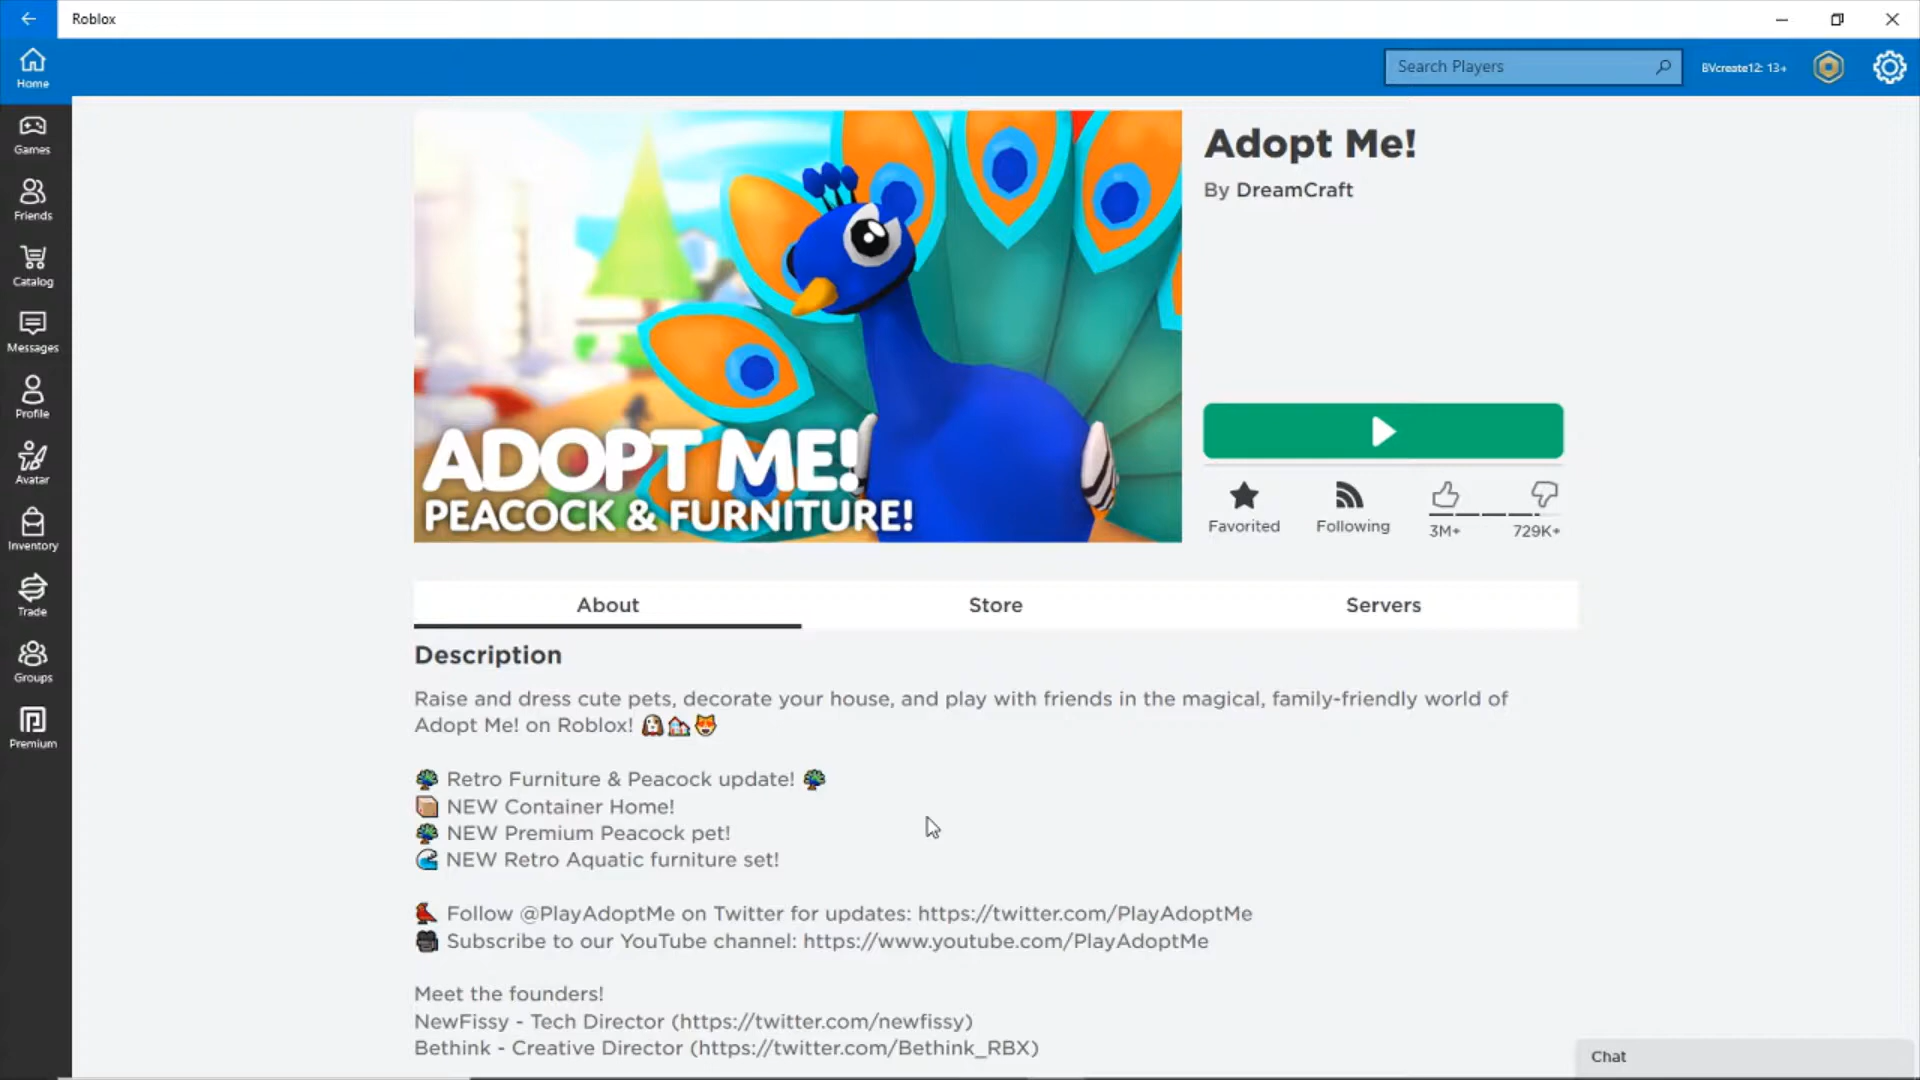 Roblox
Home
Search Players
BVcreate12: 13+
Games
Friends
Catalog
Messages
Profile
Avatar
Inventory
Trade
Groups
Premium
ADOPT ME!
PEACOCK & FURNITURE!
Adopt Me!
By DreamCraft
Favorited
Following
3M+
729K+
About
Store
Servers
Description
Raise and dress cute pets, decorate your house, and play with friends in the magical, family-friendly world of
Adopt Me! on Roblox! 🐶🏡😻
🦚 Retro Furniture & Peacock update! 🦚
📦 NEW Container Home!
🦚 NEW Premium Peacock pet!
🌊 NEW Retro Aquatic furniture set!
🐦 Follow @PlayAdoptMe on Twitter for updates: https://twitter.com/PlayAdoptMe
🎥 Subscribe to our YouTube channel: https://www.youtube.com/PlayAdoptMe
Meet the founders!
NewFissy - Tech Director (https://twitter.com/newfissy)
Bethink - Creative Director (https://twitter.com/Bethink_RBX)
Chat